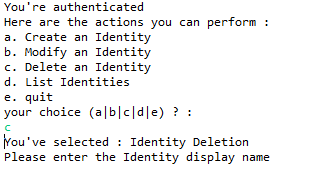 You're authenticated
Here are the actions you can perform :
a. Create an Identity
b. Modify an Identity
c. Delete an Identity
d. List Identities
e. quit
your choice (a|b|c|d|e) ? :
c
You've selected : Identity Deletion
Please enter the Identity display name